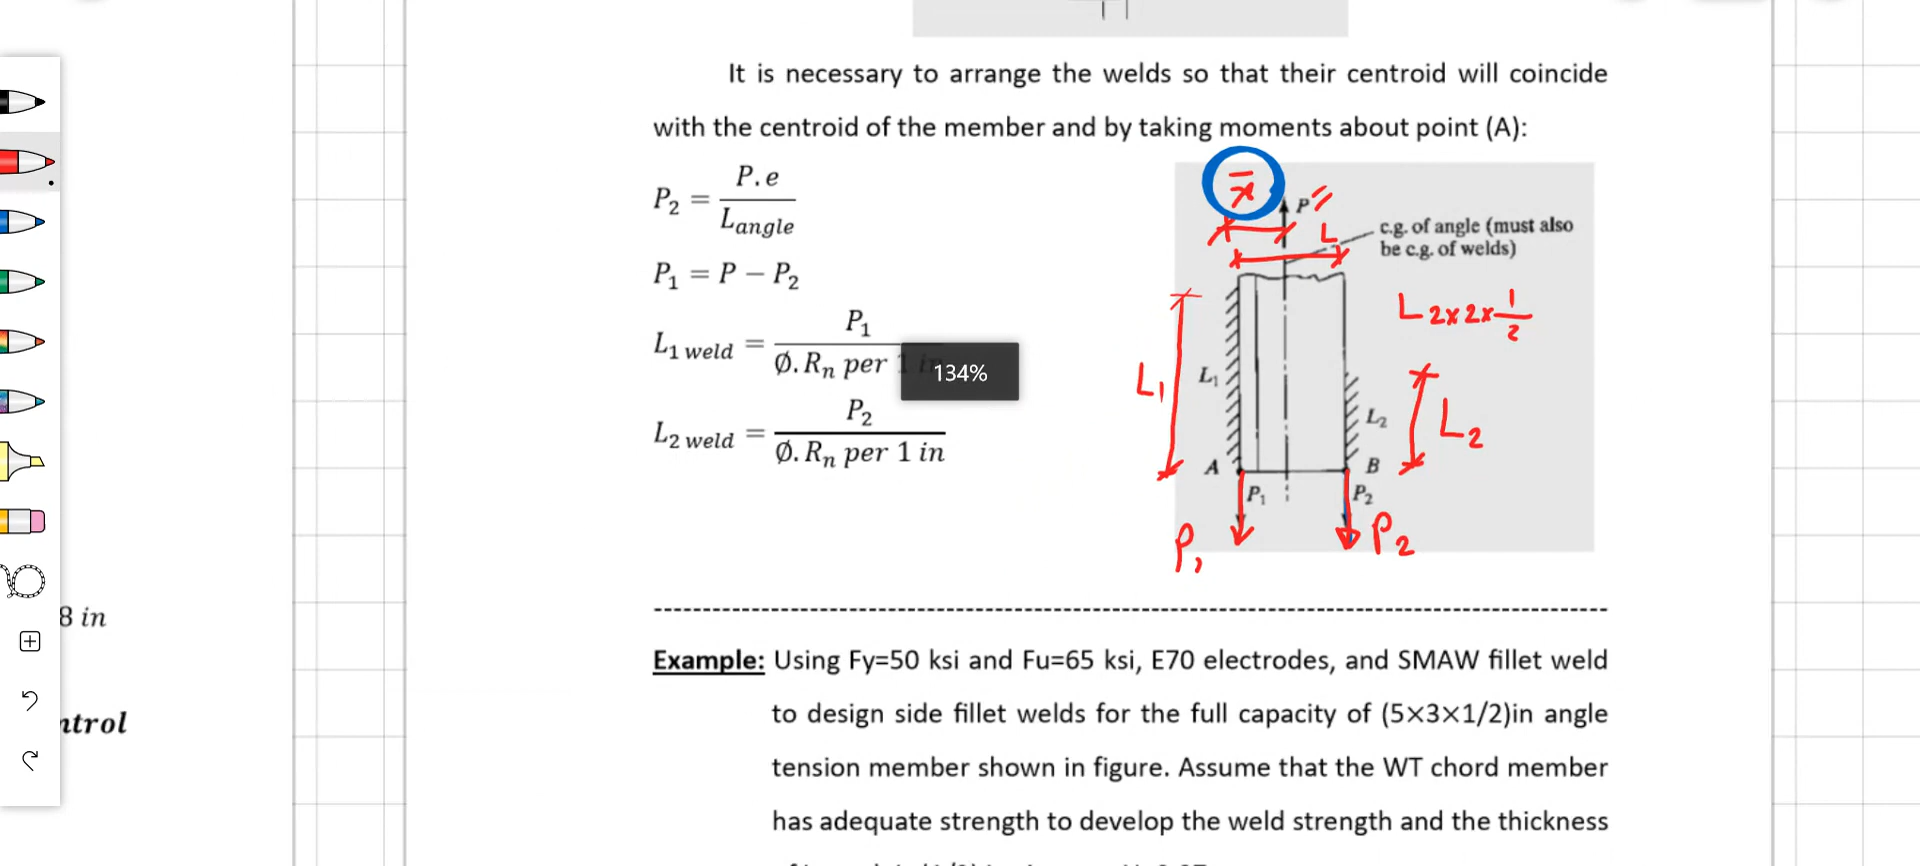 It is necessary to arrange the welds so that their centroid will coincide
with the centroid of the member and by taking moments about point (A):
P₂ = P.e / L_angle
P₁ = P − P₂
L₁ weld = P₁ / Ø.Rₙ per 1 in
L₂ weld = P₂ / Ø.Rₙ per 1 in
134%
x̄
P
L
c.g. of angle (must also
be c.g. of welds)
L 2x2x1/2
L₁
L₁
L₂
L₂
A
B
P₁
P₂
P₁
P₂
8 in
ntrol
Example: Using Fy=50 ksi and Fu=65 ksi, E70 electrodes, and SMAW fillet weld
to design side fillet welds for the full capacity of (5×3×1/2)in angle
tension member shown in figure. Assume that the WT chord member
has adequate strength to develop the weld strength and the thickness